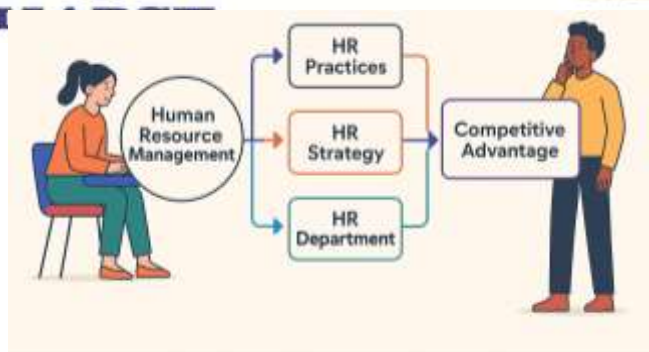 Human
Resource
Management
HR
Practices
HR
Strategy
HR
Department
Competitive
Advantage